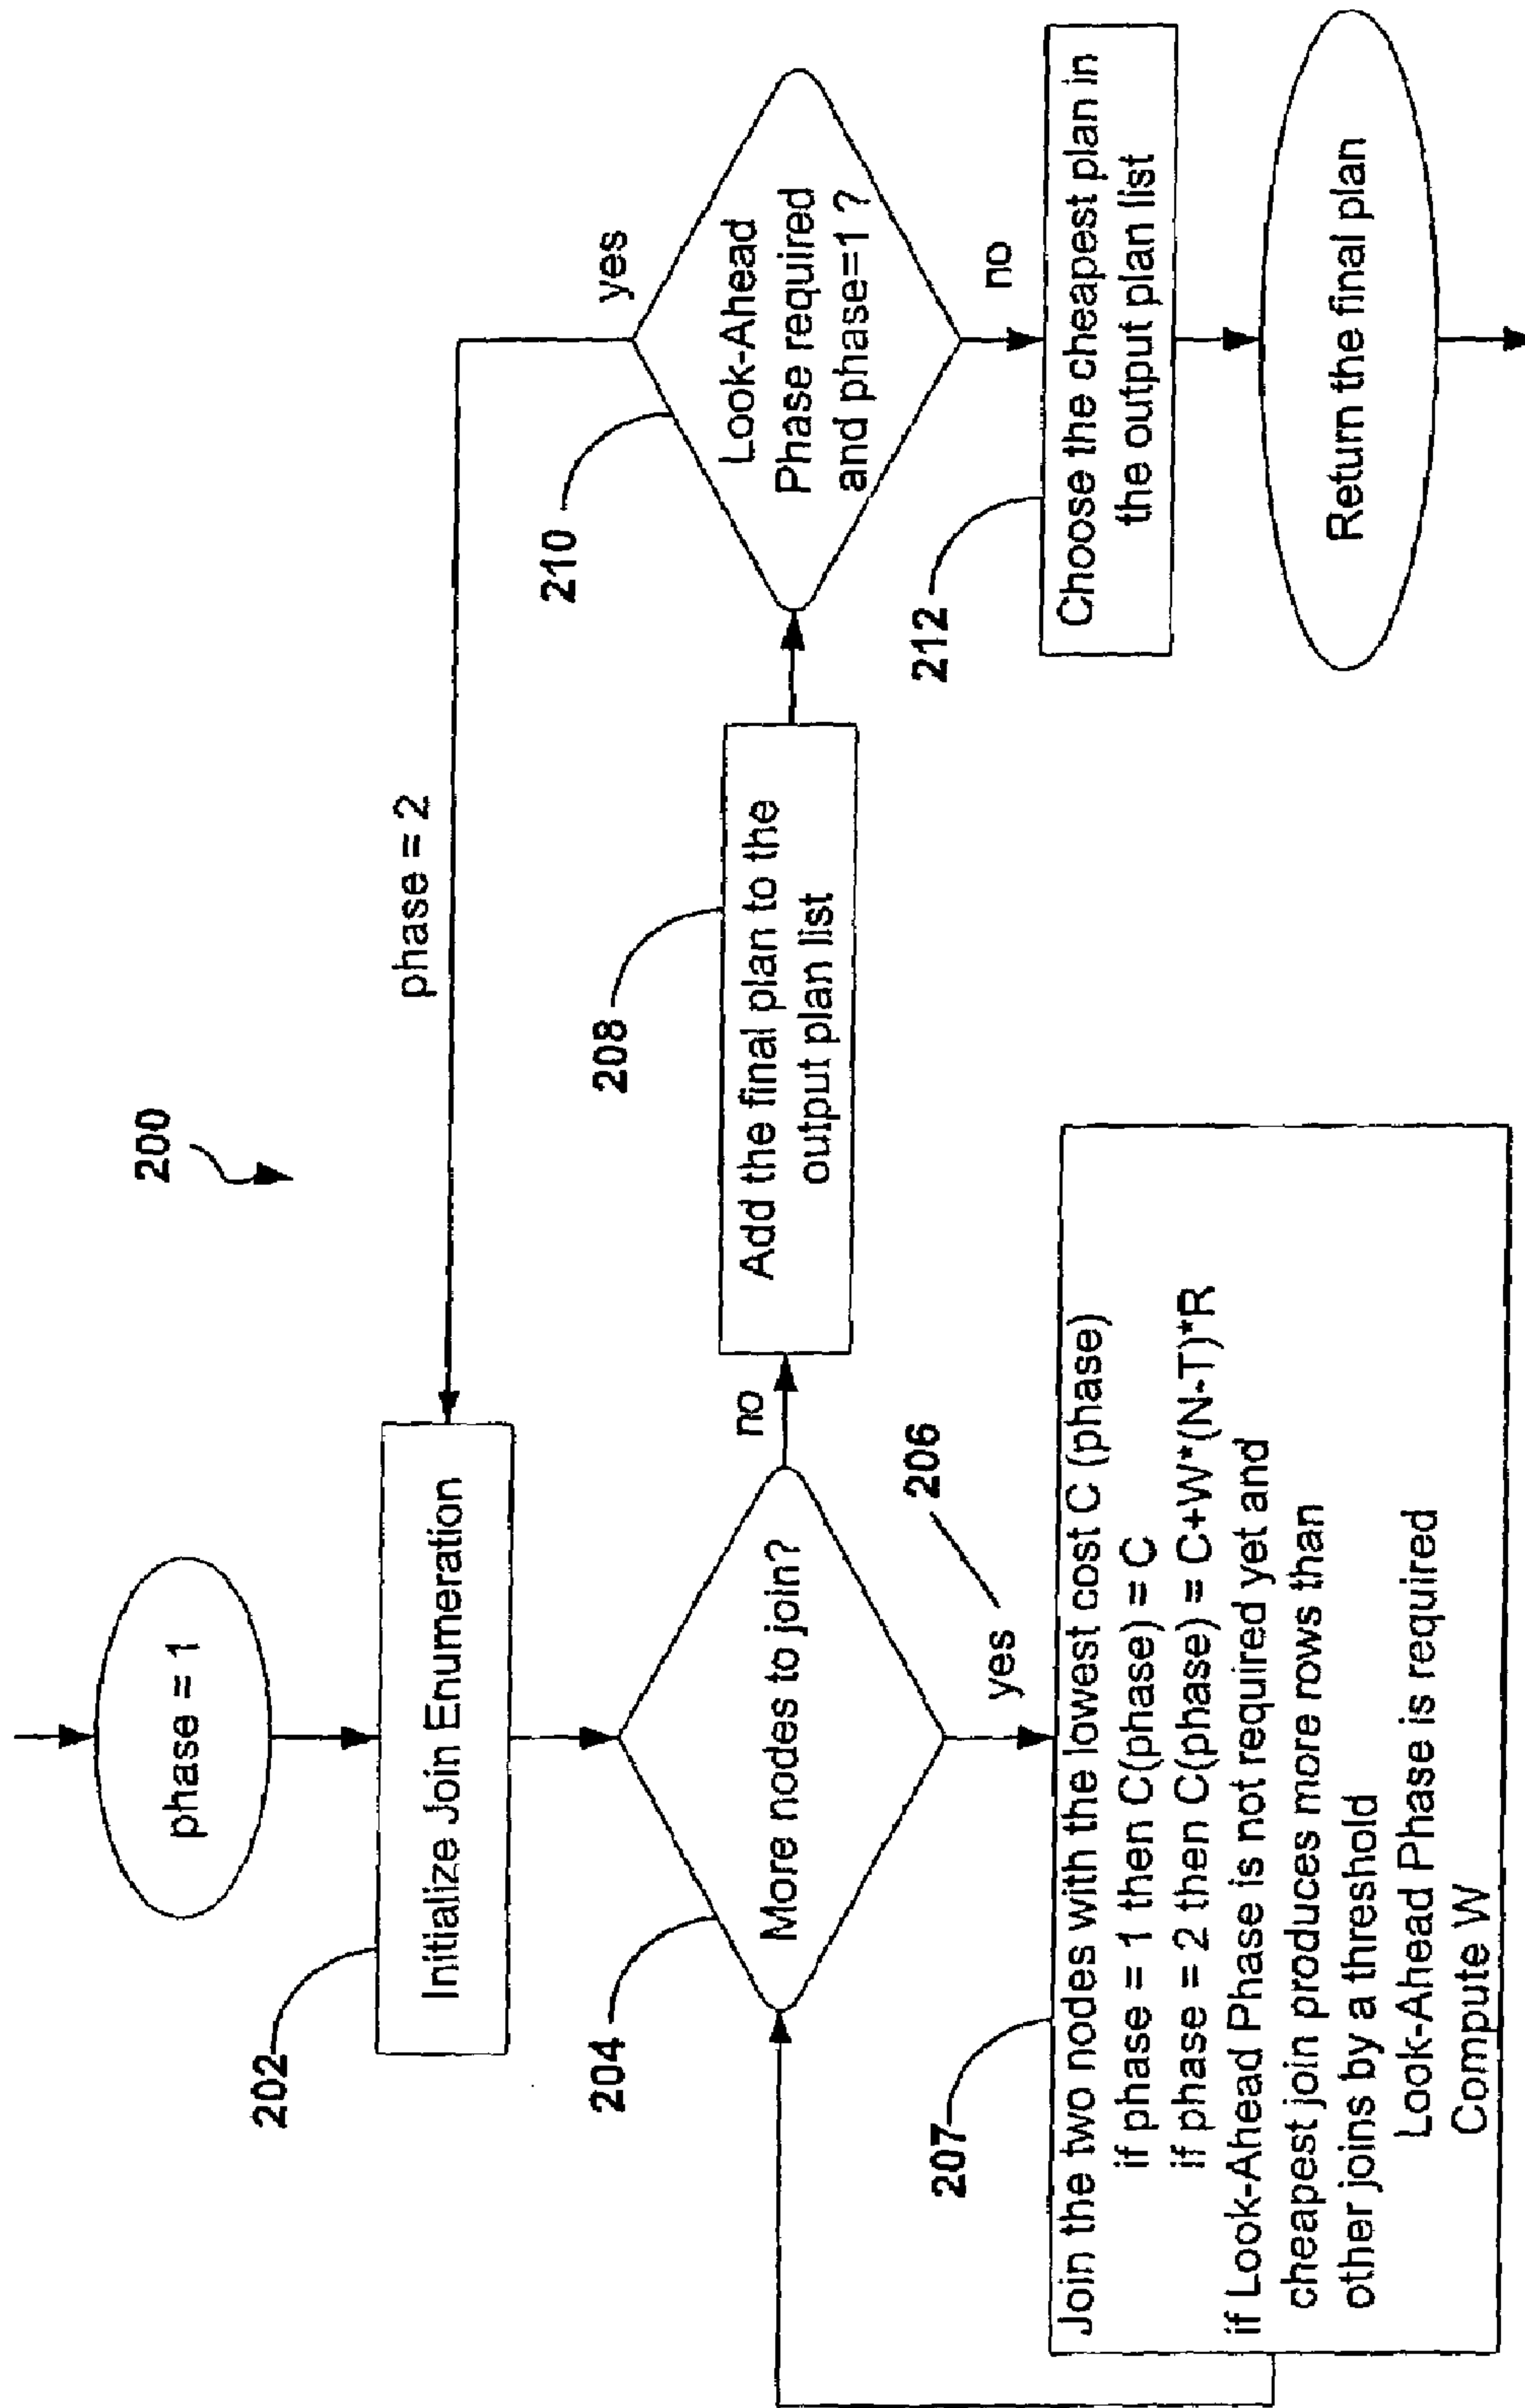 200
phase = 1
202
Initialize Join Enumeration
phase = 2
204
More nodes to join?
no
yes
206
207
Join the two nodes with the lowest cost C (phase)
if phase = 1 then C(phase) = C
if phase = 2 then C(phase) = C+W*(N-T)*R
if Look-Ahead Phase is not required yet and
cheapest join produces more rows than
other joins by a threshold
Look-Ahead Phase is required
Compute W
208
Add the final plan to the
output plan list
210
Look-Ahead
Phase required
and phase=1 ?
yes
no
212
Choose the cheapest plan in
the output plan list
Return the final plan